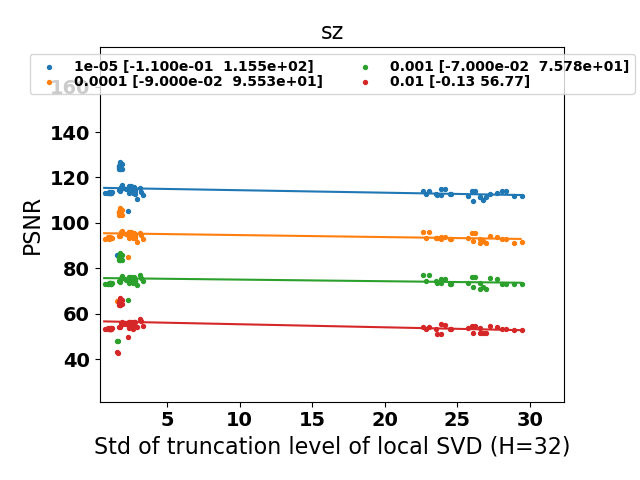 sz
1e-05 [-1.100e-01  1.155e+02]
0.0001 [-9.000e-02  9.553e+01]
0.001 [-7.000e-02  7.578e+01]
0.01 [-0.13 56.77]
160
140
120
100
80
60
40
PSNR
5 10 15 20 25 30
Std of truncation level of local SVD (H=32)